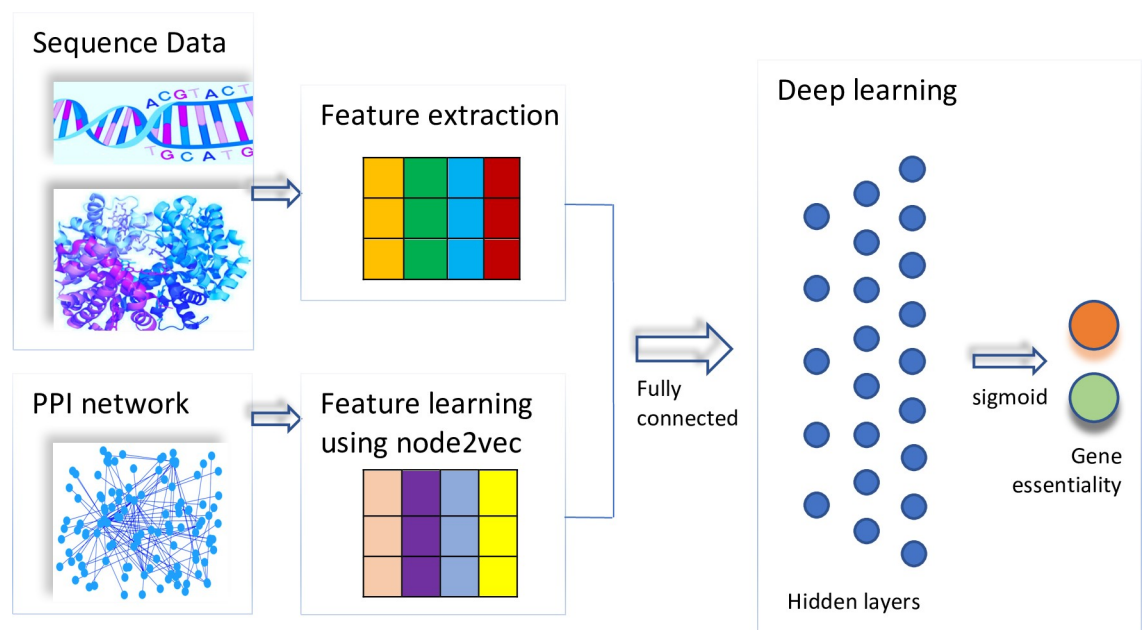 Sequence Data
ACGTACT
TGCATG
Feature extraction
PPI network
Feature learning
using node2vec
Fully
connected
Deep learning
Hidden layers
sigmoid
Gene
essentiality